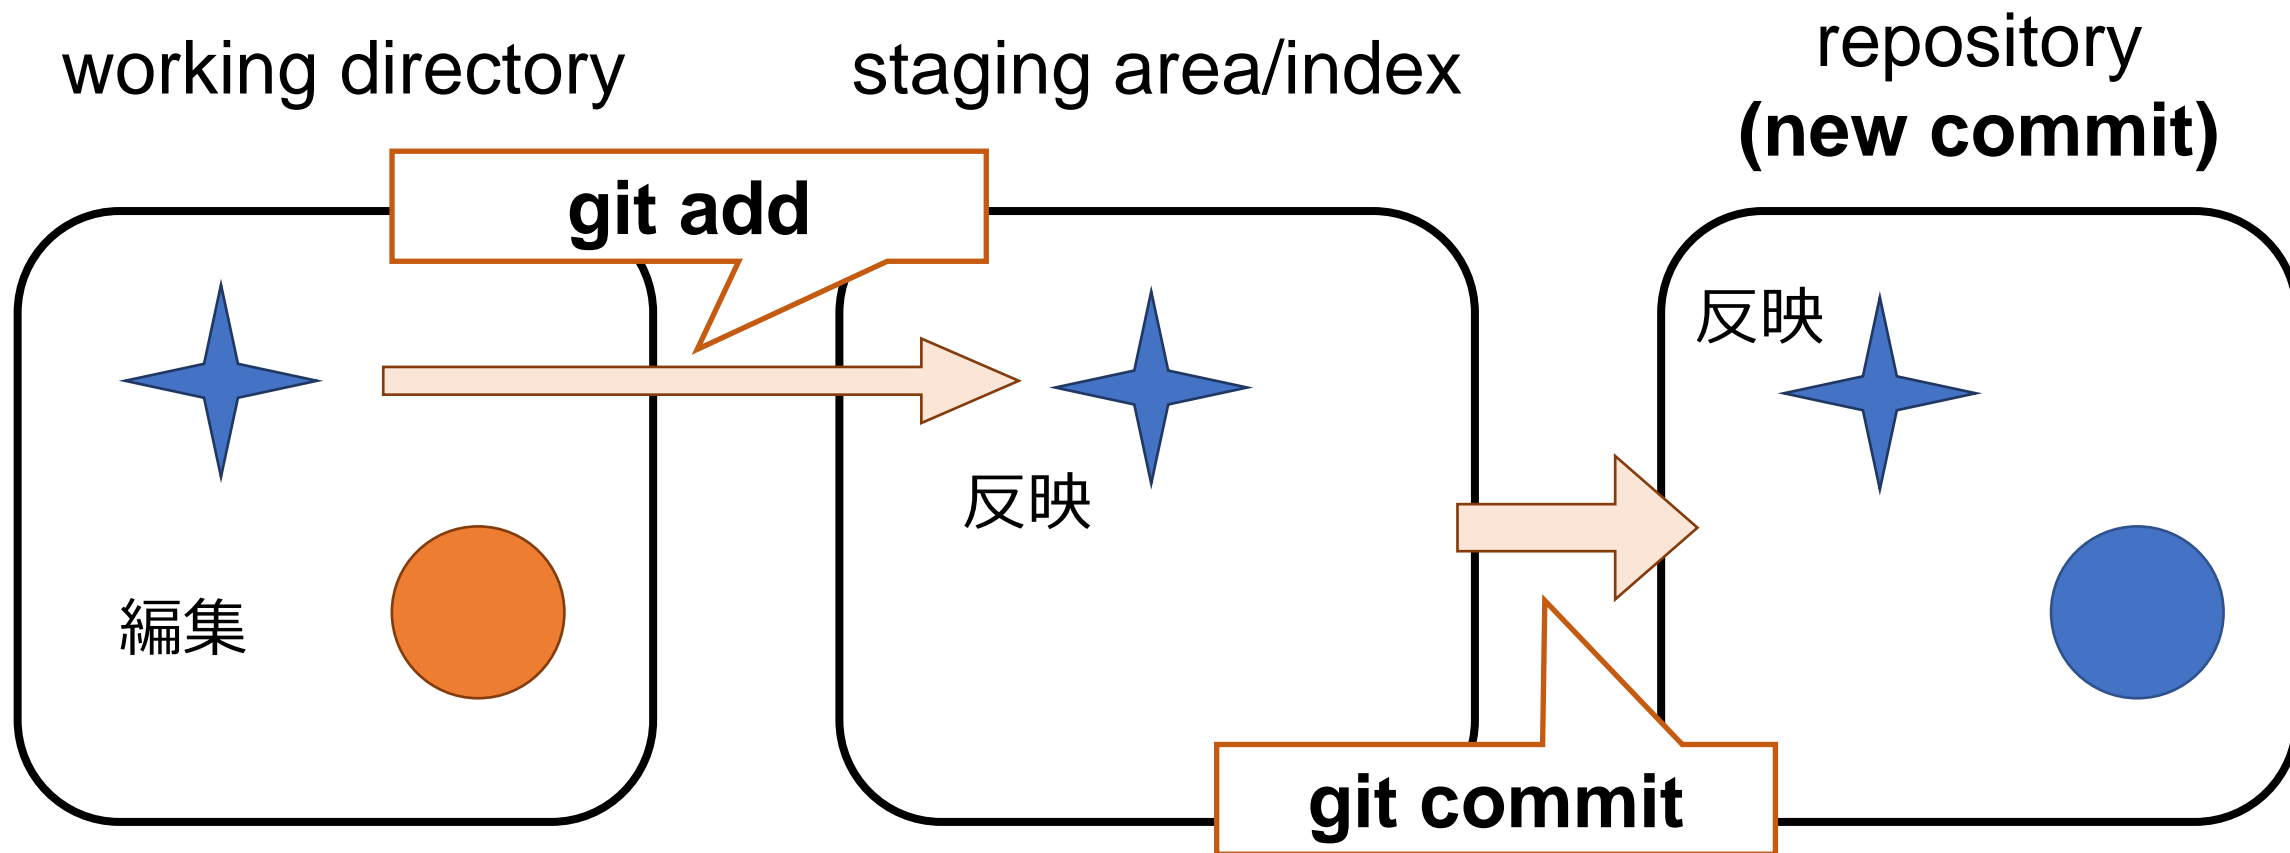 working directory
staging area/index
repository
(new commit)
git add
反映
反映
編集
git commit